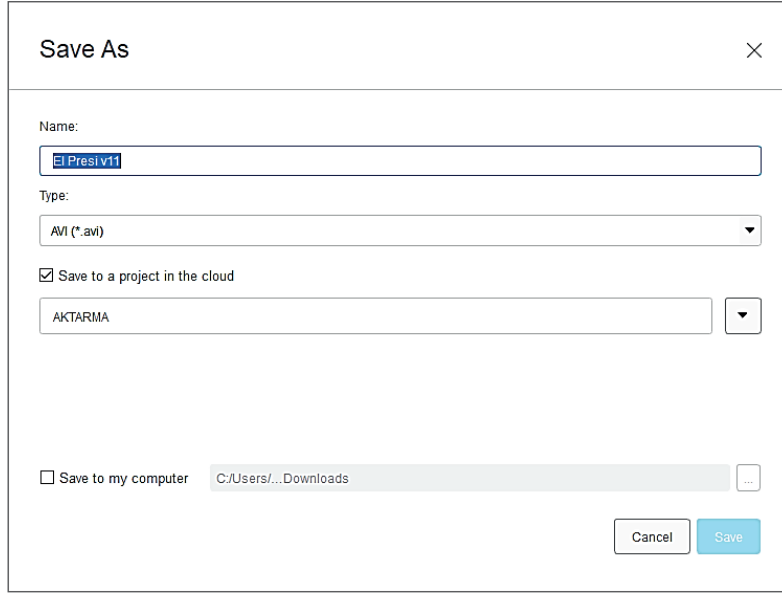 Save As
Name:
El Presi v11
Type:
AVI (*.avi)
Save to a project in the cloud
AKTARMA
Save to my computer
C:/Users/...Downloads
...
Cancel
Save